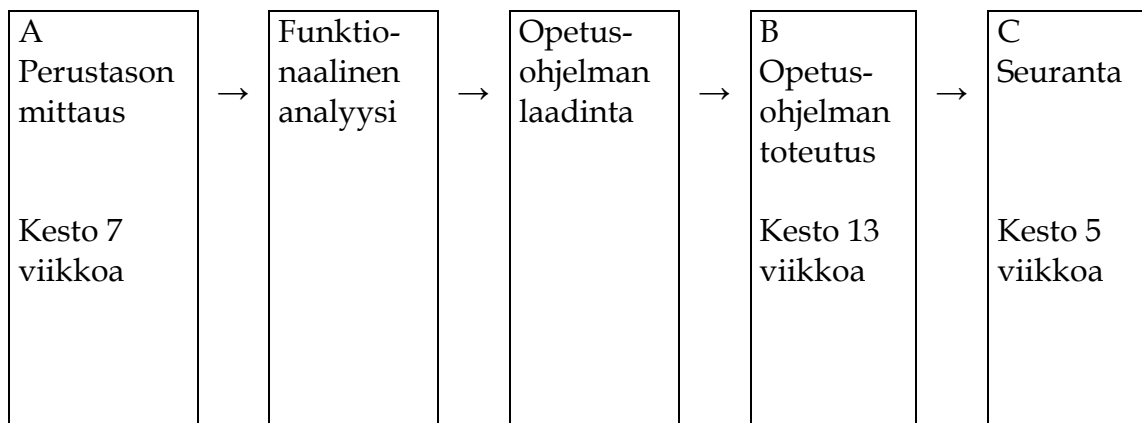 A
Perustason
mittaus
Kesto 7
viikkoa
→
Funktio-
naalinen
analyysi
→
Opetus-
ohjelman
laadinta
→
B
Opetus-
ohjelman
toteutus
Kesto 13
viikkoa
→
C
Seuranta
Kesto 5
viikkoa